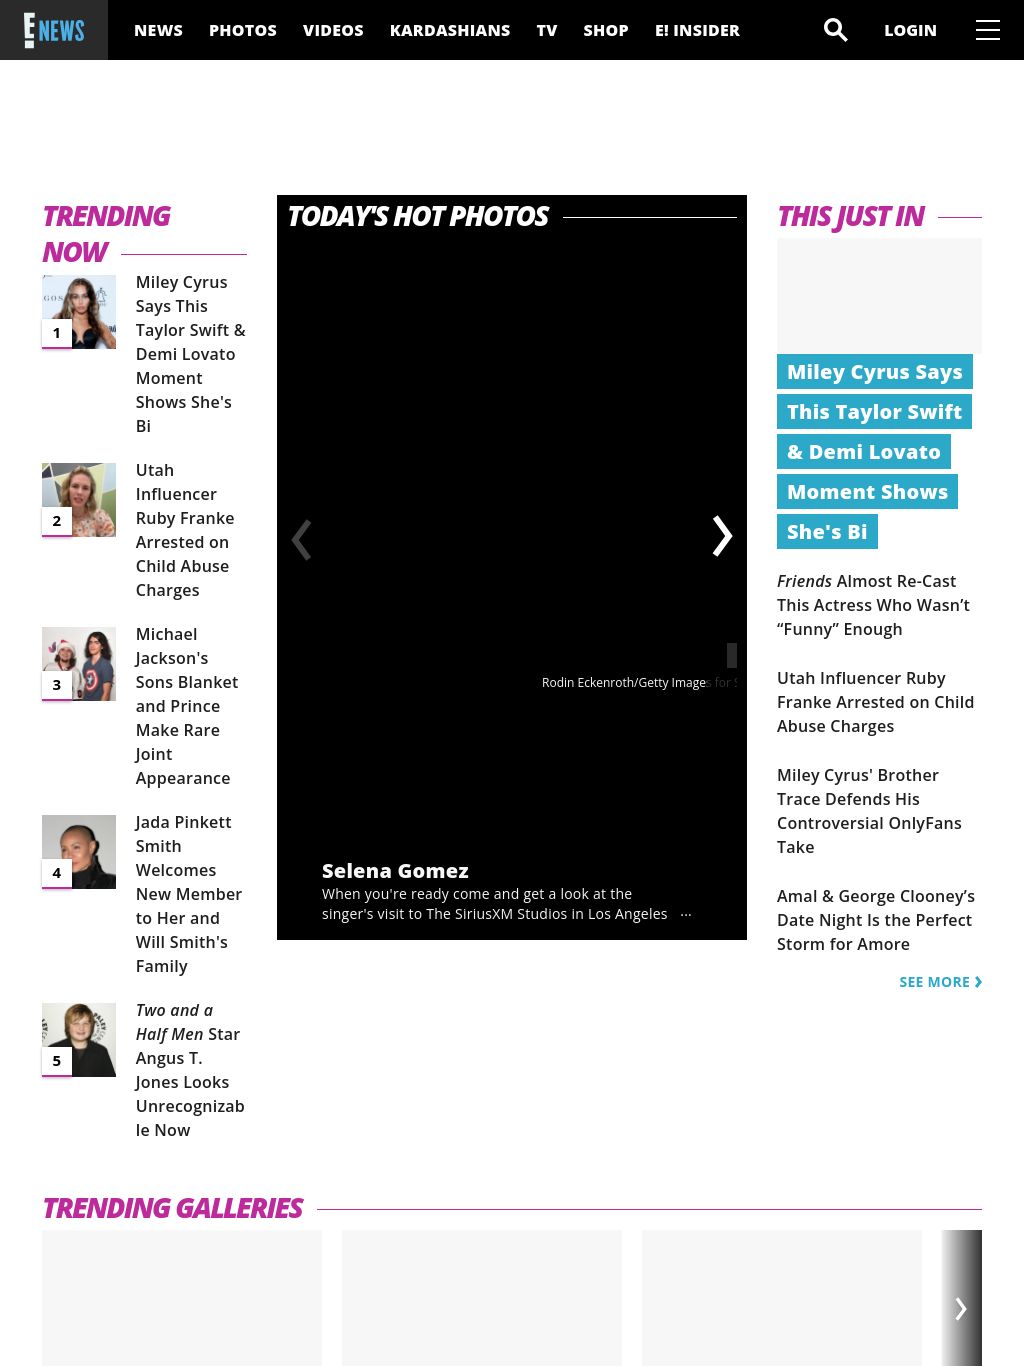 E! NEWS
NEWS PHOTOS VIDEOS KARDASHIANS TV SHOP E! INSIDER LOGIN
TRENDING
NOW
1
Miley Cyrus
Says This
Taylor Swift &
Demi Lovato
Moment
Shows She's
Bi
2
Utah
Influencer
Ruby Franke
Arrested on
Child Abuse
Charges
3
Michael
Jackson's
Sons Blanket
and Prince
Make Rare
Joint
Appearance
4
Jada Pinkett
Smith
Welcomes
New Member
to Her and
Will Smith's
Family
5
Two and a
Half Men Star
Angus T.
Jones Looks
Unrecognizab
le Now
TODAY'S HOT PHOTOS
Rodin Eckenroth/Getty Images for S
Selena Gomez
When you're ready come and get a look at the
singer's visit to The SiriusXM Studios in Los Angeles ...
THIS JUST IN
Miley Cyrus Says
This Taylor Swift
& Demi Lovato
Moment Shows
She's Bi
Friends Almost Re-Cast
This Actress Who Wasn’t
“Funny” Enough
Utah Influencer Ruby
Franke Arrested on Child
Abuse Charges
Miley Cyrus' Brother
Trace Defends His
Controversial OnlyFans
Take
Amal & George Clooney’s
Date Night Is the Perfect
Storm for Amore
SEE MORE
TRENDING GALLERIES